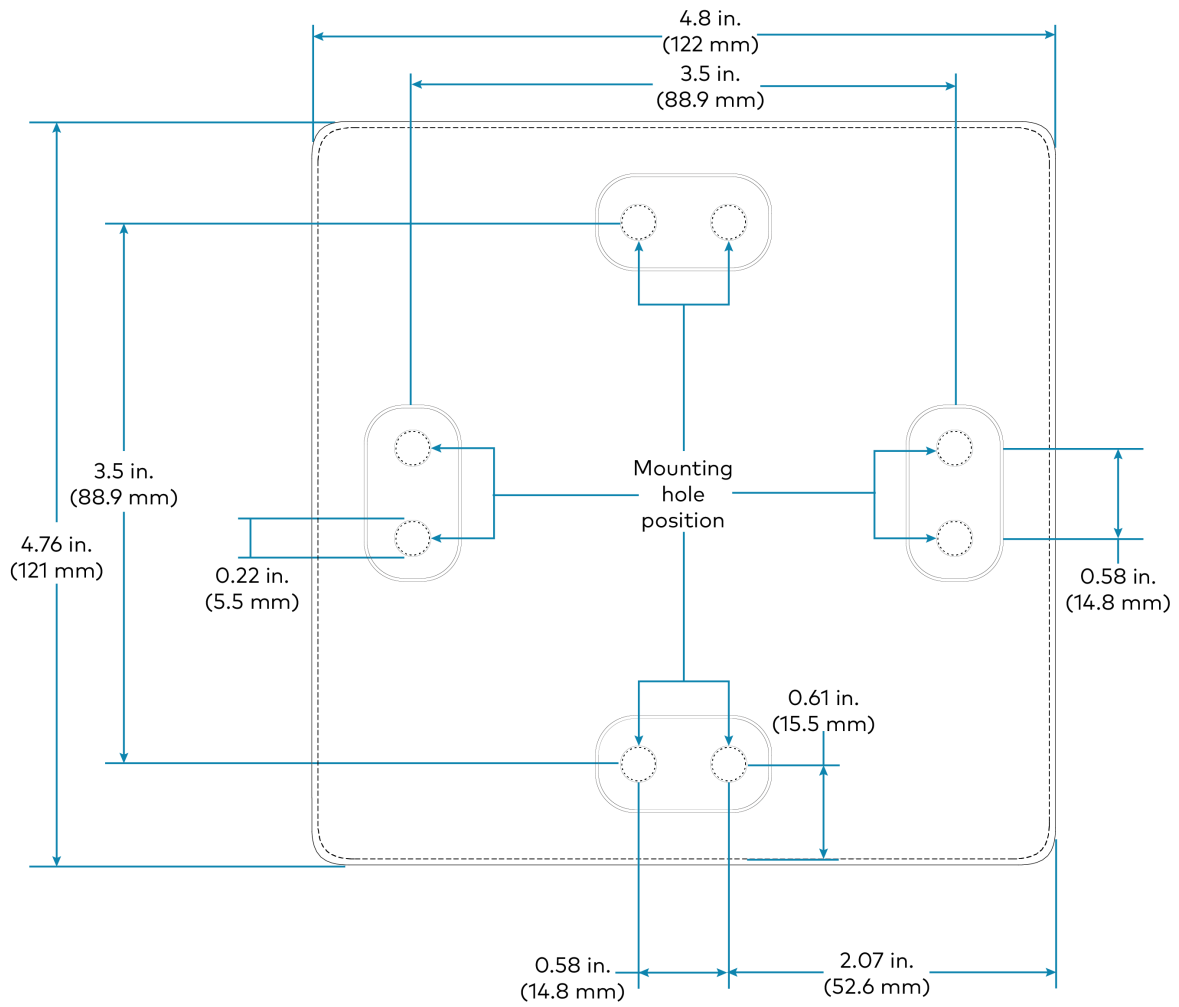 4.8 in.
(122 mm)
3.5 in.
(88.9 mm)
3.5 in.
(88.9 mm)
Mounting
hole
position
4.76 in.
(121 mm)
0.22 in.
(5.5 mm)
0.58 in.
(14.8 mm)
0.61 in.
(15.5 mm)
0.58 in.
(14.8 mm)
2.07 in.
(52.6 mm)